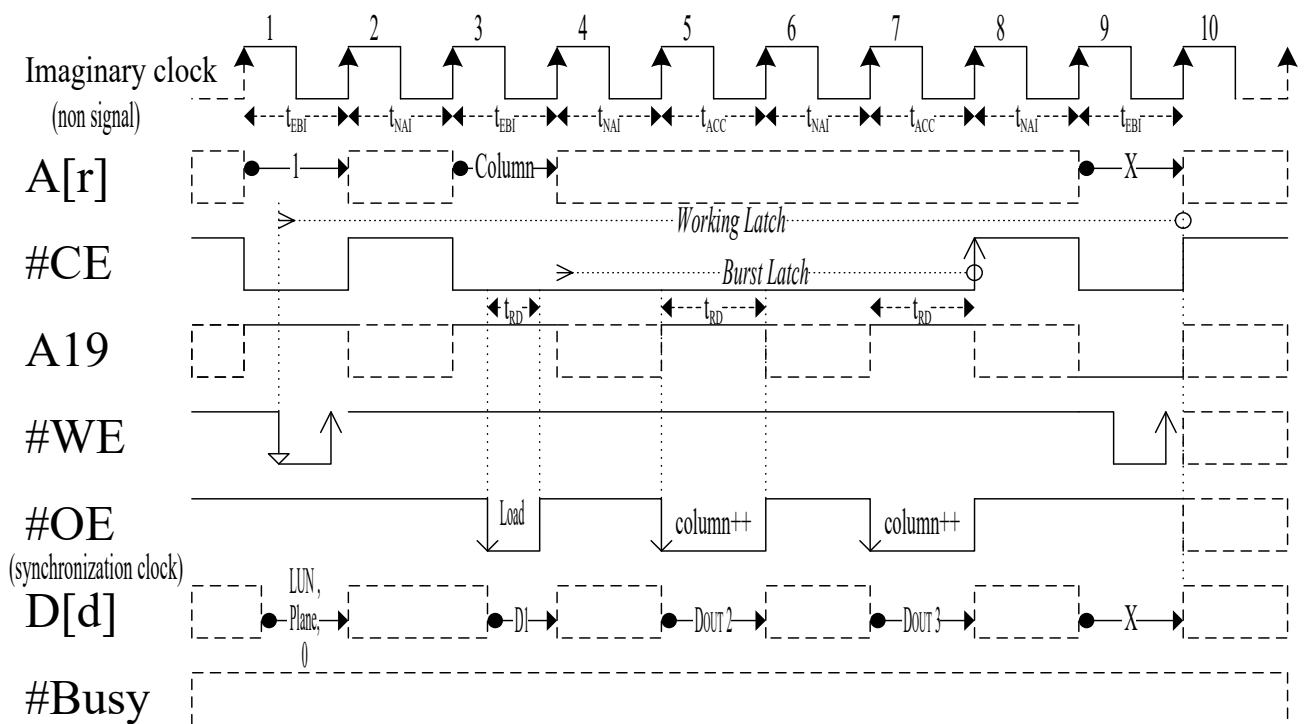 1 2 3 4 5 6 7 8 9 10
Imaginary clock
(non signal)
tEBI tNAI tEBI tNAI tACC tNAI tACC tNAI tEBI
A[r]
1 Column X
Working Latch
#CE
Burst Latch
tRD tRD tRD
A19
#WE
#OE
Load column++ column++
(synchronization clock)
D[d]
LUN ,
Plane,
0
D1 DOUT 2 DOUT 3 X
#Busy